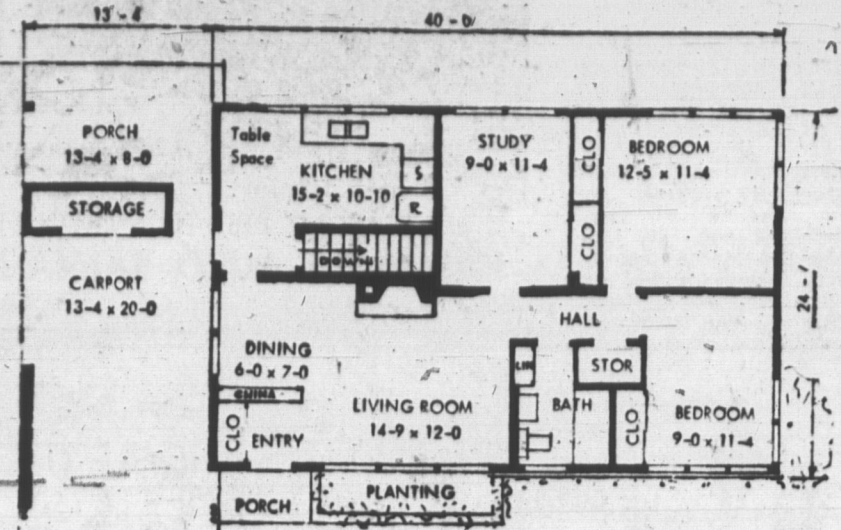 13-4
40-0
PORCH
13-4 x 8-0
STORAGE
CARPORT
13-4 x 20-0
Table
Space
KITCHEN
15-2 x 10-10
S
R
DOWN
STUDY
9-0 x 11-4
CLO
CLO
BEDROOM
12-5 x 11-4
HALL
DINING
6-0 x 7-0
CHINA
CLO
ENTRY
LIVING ROOM
14-9 x 12-0
LIN
BATH
STOR
CLO
BEDROOM
9-0 x 11-4
PORCH
PLANTING